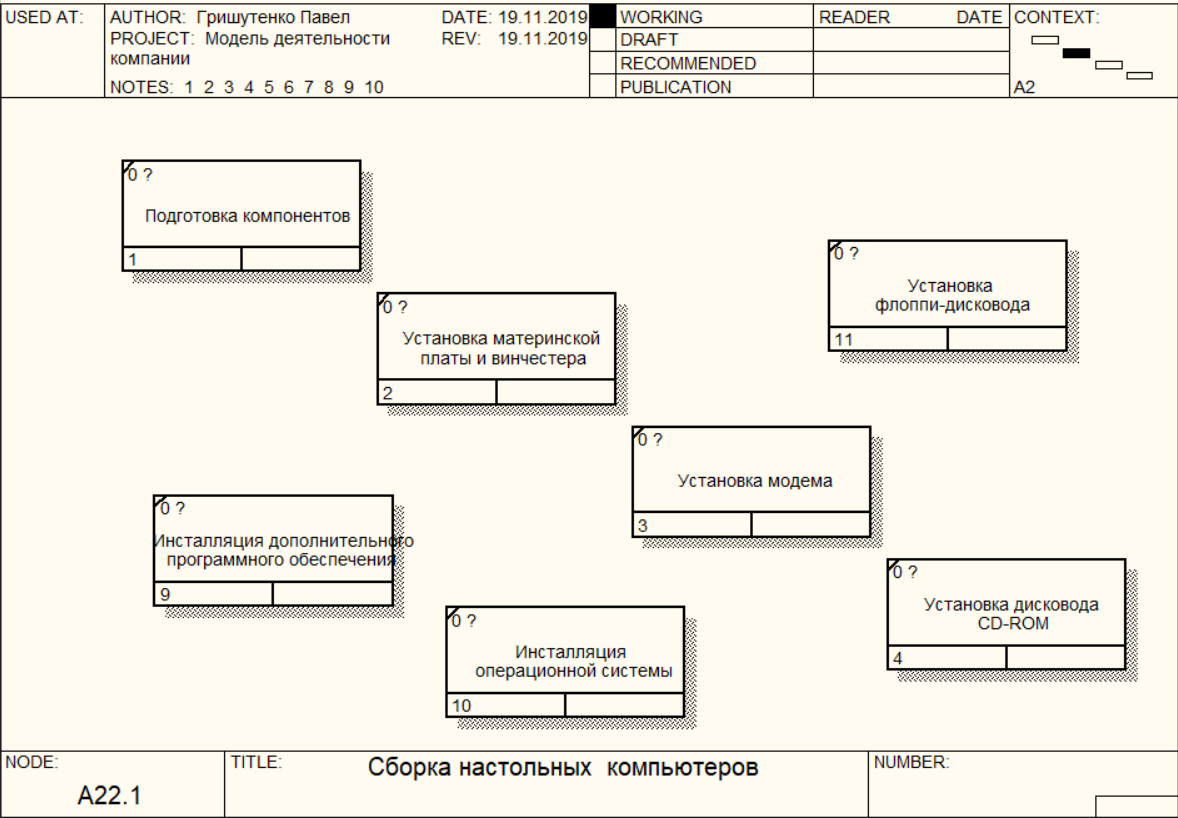 USED AT:
AUTHOR: Гришутенко Павел
DATE: 19.11.2019
PROJECT: Модель деятельности
компании
REV: 19.11.2019
NOTES: 1 2 3 4 5 6 7 8 9 10
WORKING
DRAFT
RECOMMENDED
PUBLICATION
READER DATE
CONTEXT:
A2
0 ?
Подготовка компонентов
1
0 ?
Установка
флоппи-дисковода
11
0 ?
Установка материнской
платы и винчестера
2
0 ?
Установка модема
3
0 ?
Инсталляция дополнительного
программного обеспечения
9
0 ?
Установка дисковода
CD-ROM
4
0 ?
Инсталляция
операционной системы
10
NODE:
A22.1
TITLE:
Сборка настольных компьютеров
NUMBER: